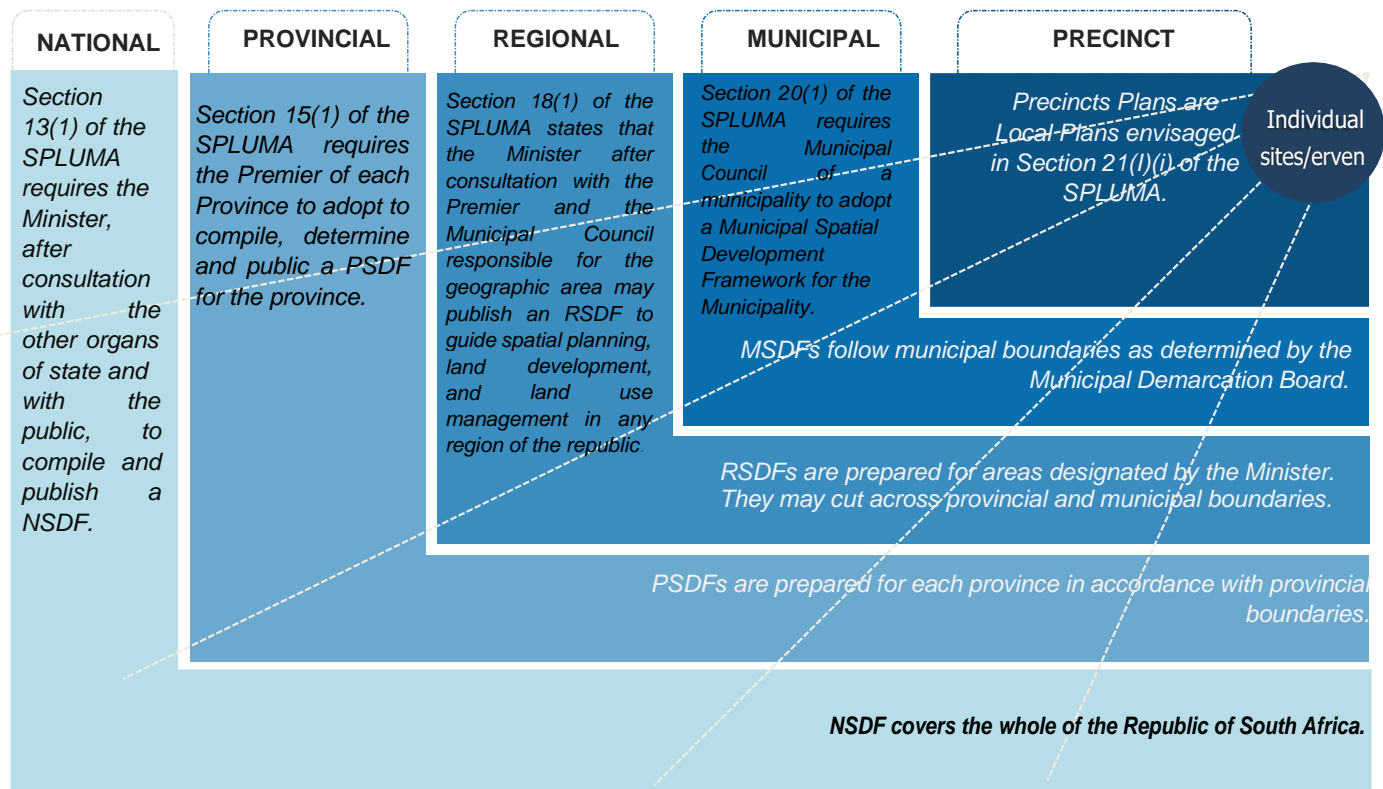 NATIONAL
PROVINCIAL
REGIONAL
MUNICIPAL
PRECINCT
Section
13(1) of the
SPLUMA
requires the
Minister,
after
consultation
with the
other organs
of state and
with the
public, to
compile and
publish a
NSDF.
Section 15(1) of the
SPLUMA requires
the Premier of each
Province to adopt to
compile, determine
and public a PSDF
for the province.
Section 18(1) of the
SPLUMA states that
the Minister after
consultation with the
Premier and the
Municipal Council
responsible for the
geographic area may
publish an RSDF to
guide spatial planning,
land development,
and land use
management in any
region of the republic.
Section 20(1) of the
SPLUMA requires
the Municipal
Council of a
municipality to adopt
a Municipal Spatial
Development
Framework for the
Municipality.
Precincts Plans are
Local Plans envisaged
in Section 21(l)(i) of the
SPLUMA.
Individual
sites/erven
MSDFs follow municipal boundaries as determined by the
Municipal Demarcation Board.
RSDFs are prepared for areas designated by the Minister.
They may cut across provincial and municipal boundaries.
PSDFs are prepared for each province in accordance with provincial
boundaries.
NSDF covers the whole of the Republic of South Africa.